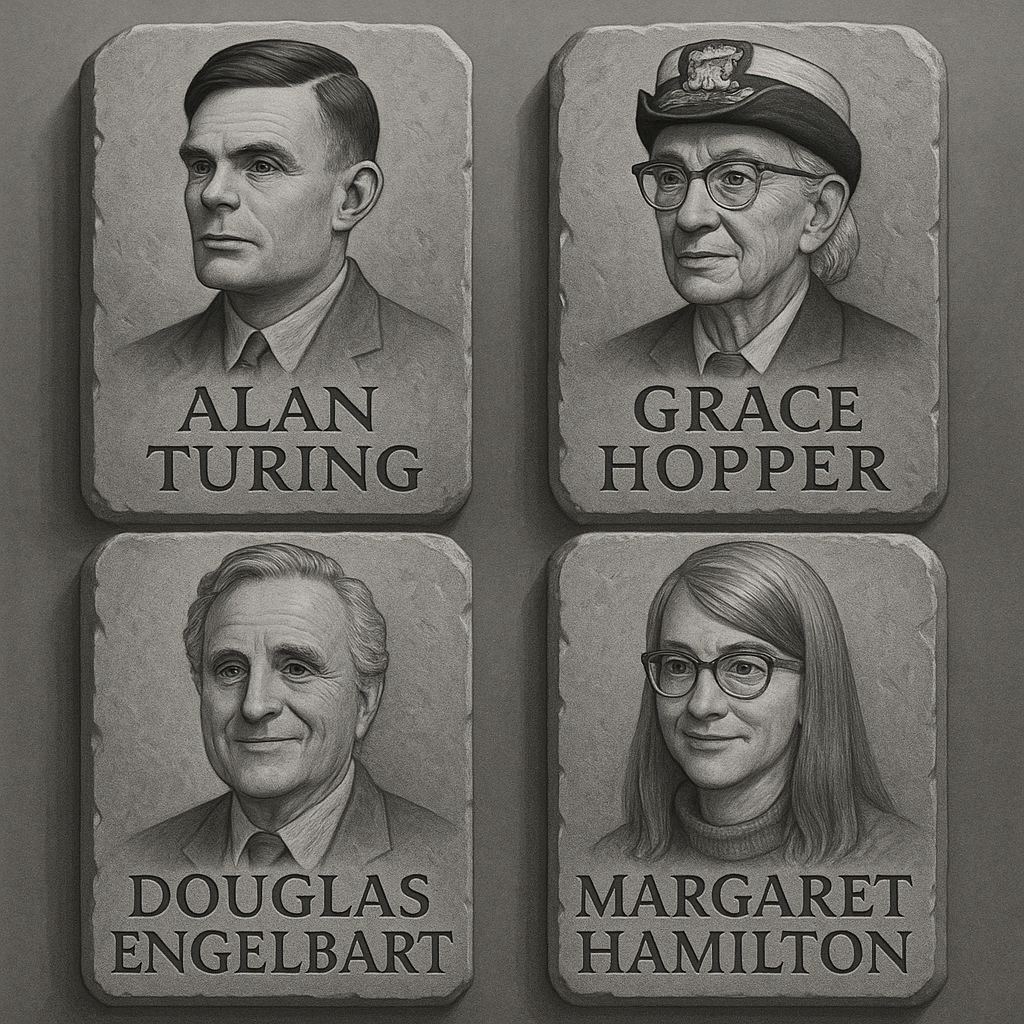 ALAN
TURING
GRACE
HOPPER
DOUGLAS
ENGELBART
MARGARET
HAMILTON